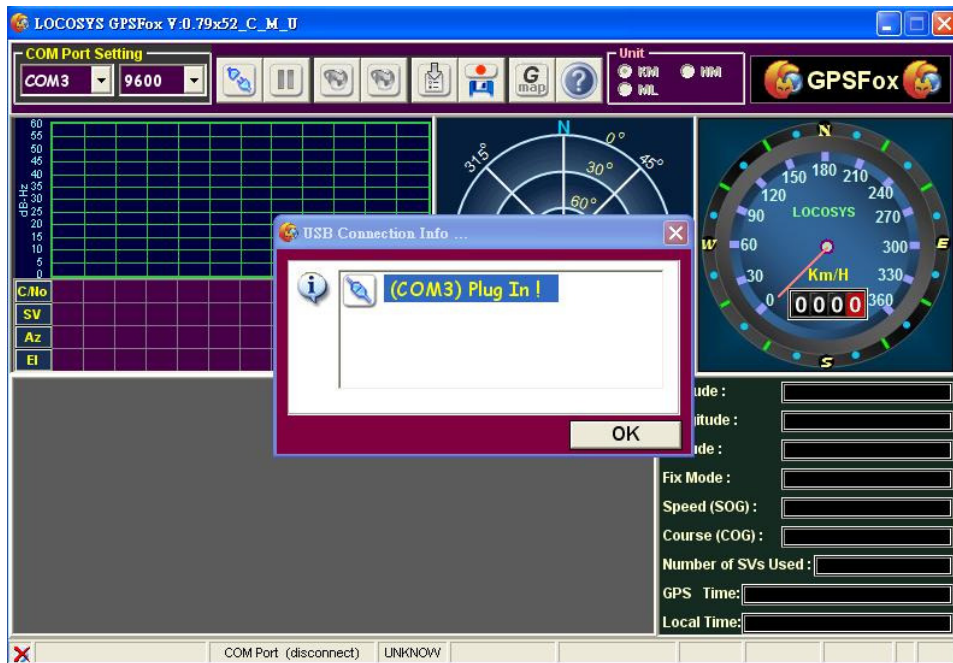 LOCOSYS GPSFox V:0.79x52_C_M_U
COM Port Setting
COM3 9600
G map
?
Unit
KM HM
ML
GPSFox
60
55
50
45
40
35
30
25
20
15
10
5
0
dB-Hz
C/No
SV
Az
El
N
0°
315°
45°
30°
60°
N
W
E
S
0 30 60 90 120 150 180 210 240 270 300 330 360
LOCOSYS
Km/H
0000
USB Connection Info ...
(COM3) Plug In !
OK
ude :
itude :
ude :
Fix Mode :
Speed (SOG) :
Course (COG) :
Number of SVs Used :
GPS Time:
Local Time:
COM Port (disconnect) UNKNOW